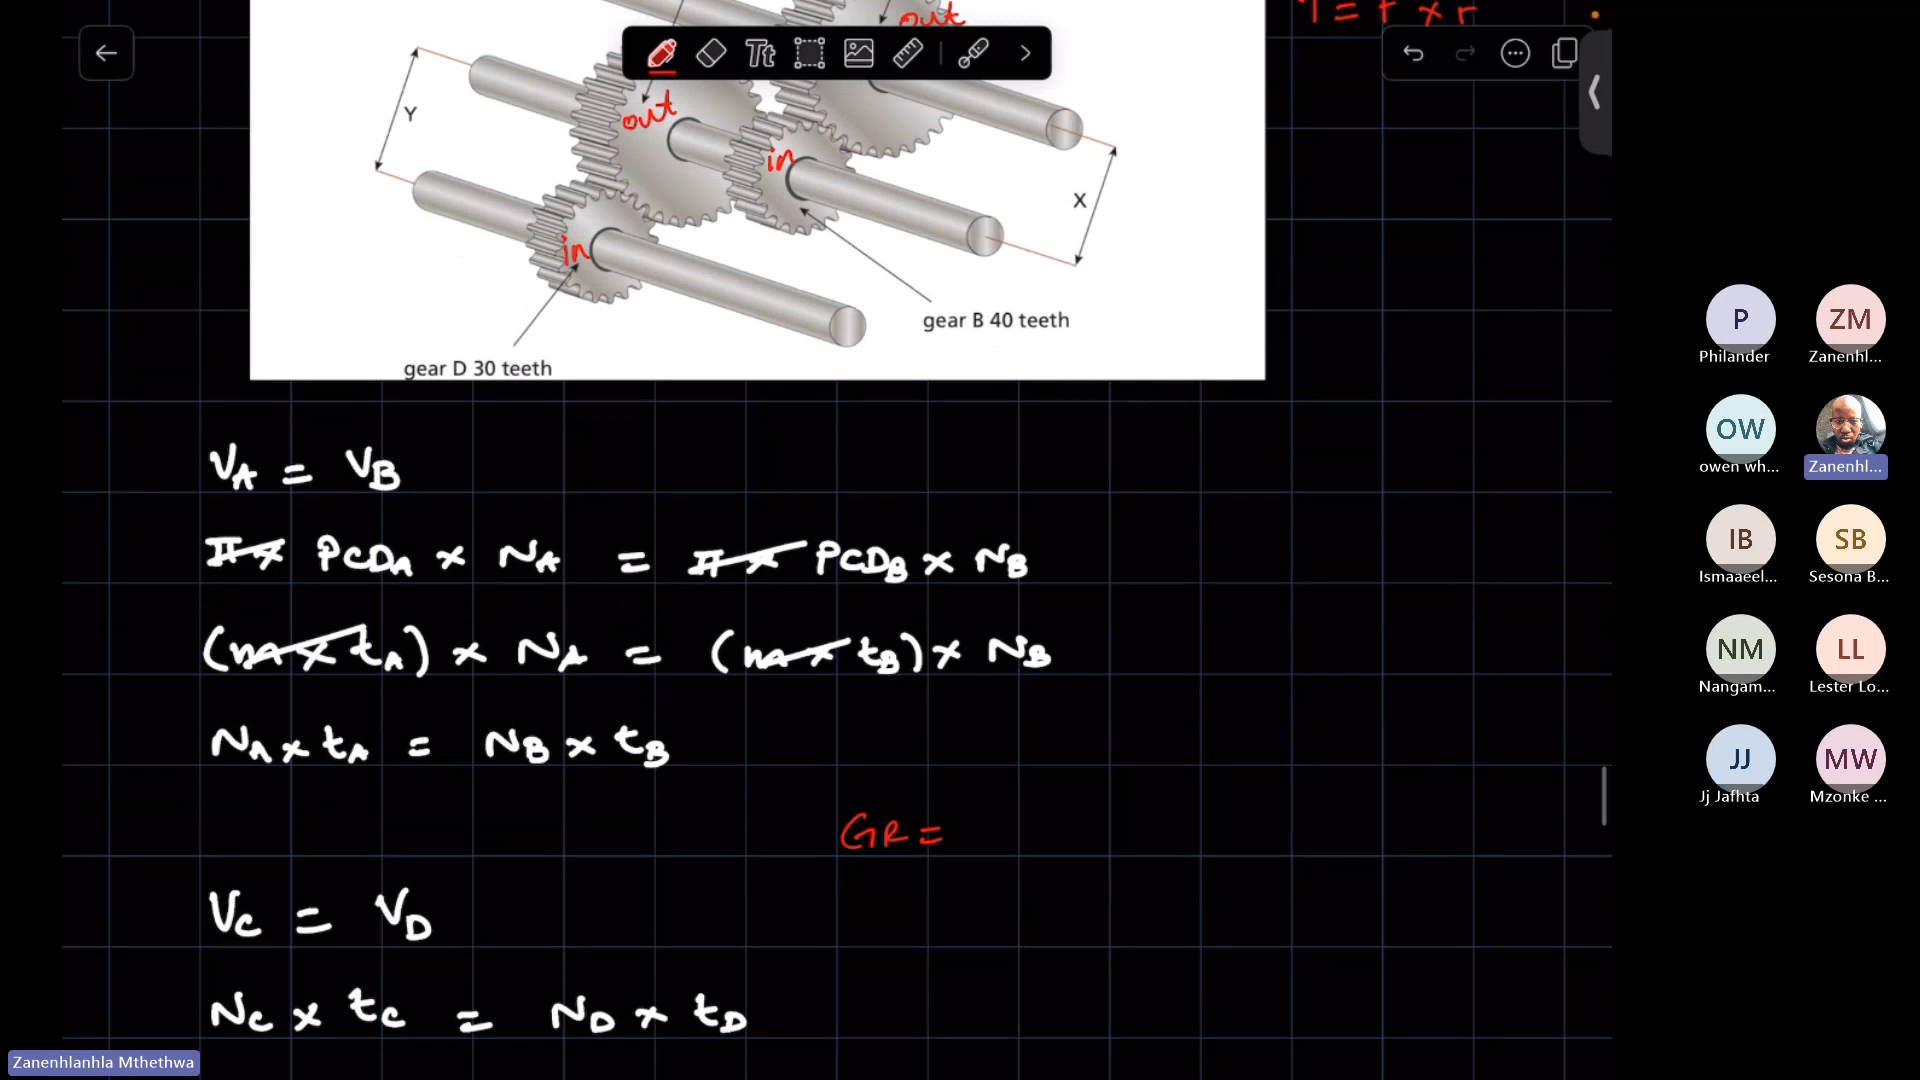 out
T = F × r
Tt
Y
out
in
X
in
gear B 40 teeth
gear D 30 teeth
VA = VB
π × PCDA × NA = π × PCDB × NB
(m × tA) × NA = (m × tB) × NB
NA × tA = NB × tB
GR =
VC = VD
NC × tC = ND × tD
P
Philander
ZM
Zanenhl...
OW
owen wh...
Zanenhl...
IB
Ismaaeel...
SB
Sesona B...
NM
Nangam...
LL
Lester Lo...
JJ
Jj Jafhta
MW
Mzonke ...
Zanenhlanhla Mthethwa